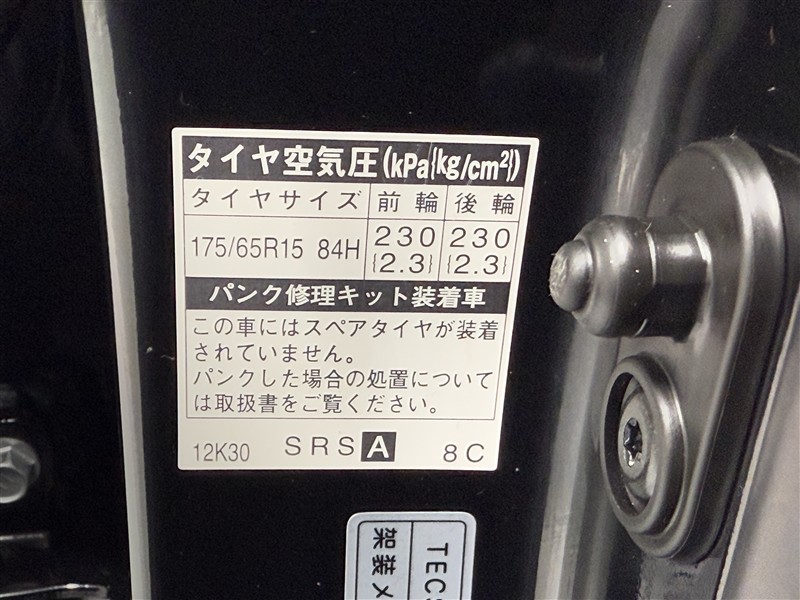 タイヤ空気圧(kPa{kg/cm²})
タイヤサイズ 前輪 後輪
175/65R15 84H 230 230
{2.3} {2.3}
パンク修理キット装着車
この車にはスペアタイヤが装着
されていません。
パンクした場合の処置について
は取扱書をご覧ください。
12K30 SRS A 8C
TECS
架装メ